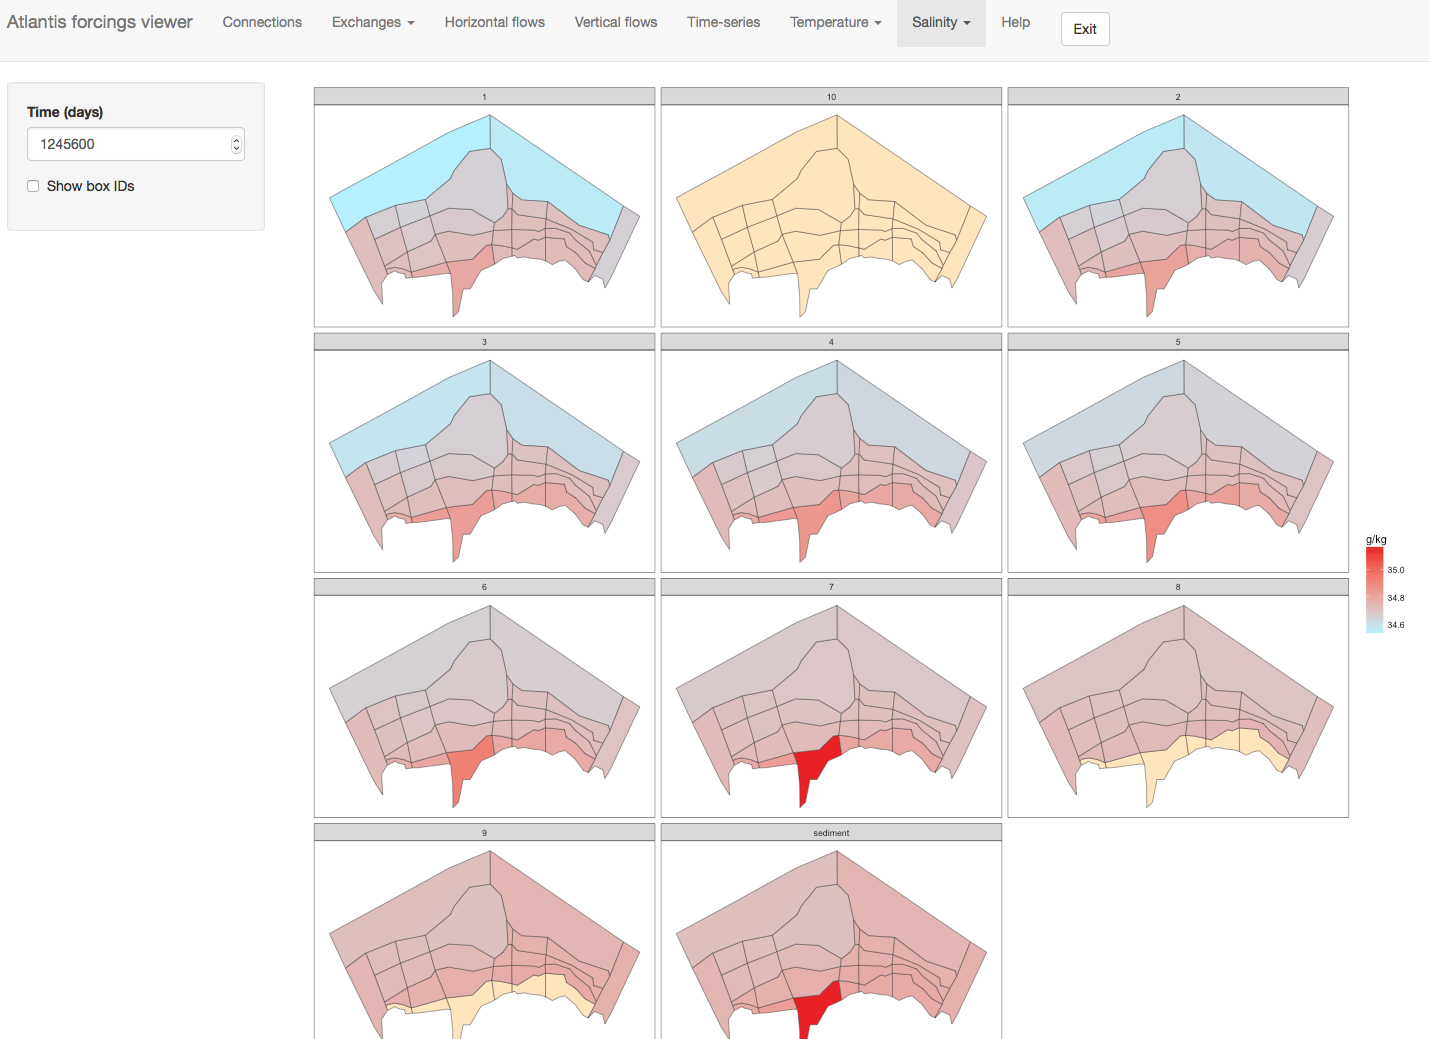 Atlantis forcings viewer Connections Exchanges Horizontal flows Vertical flows Time-series Temperature Salinity Help Exit
Time (days)
1245600
Show box IDs
1 10 2
3 4 5
g/kg
35.0
34.8
34.6
6 7 8
9 sediment